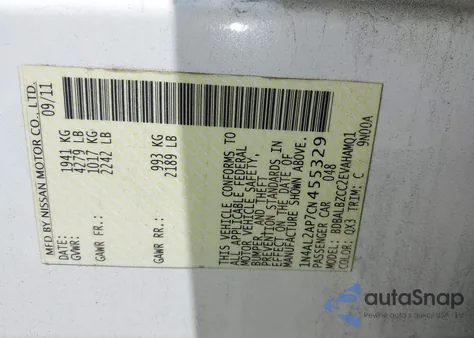 MFD BY NISSAN MOTOR CO., LTD.
DATE: 09/11
GVWR: 1941 KG
4279 LB
GAWR FR: 1017 KG
2242 LB
GAWR RR: 993 KG
2189 LB
THIS VEHICLE CONFORMS TO
ALL APPLICABLE FEDERAL
MOTOR VEHICLE SAFETY,
BUMPER, AND THEFT
PREVENTION STANDARDS IN
EFFECT ON THE DATE OF
MANUFACTURE SHOWN ABOVE.
1N4AL2AP7CN455329
PASSENGER CAR 048
MODEL: BDBALBZCC2EVAHAMQ1
COLOR: QX3 TRIM: C 9N00A
autoSnap